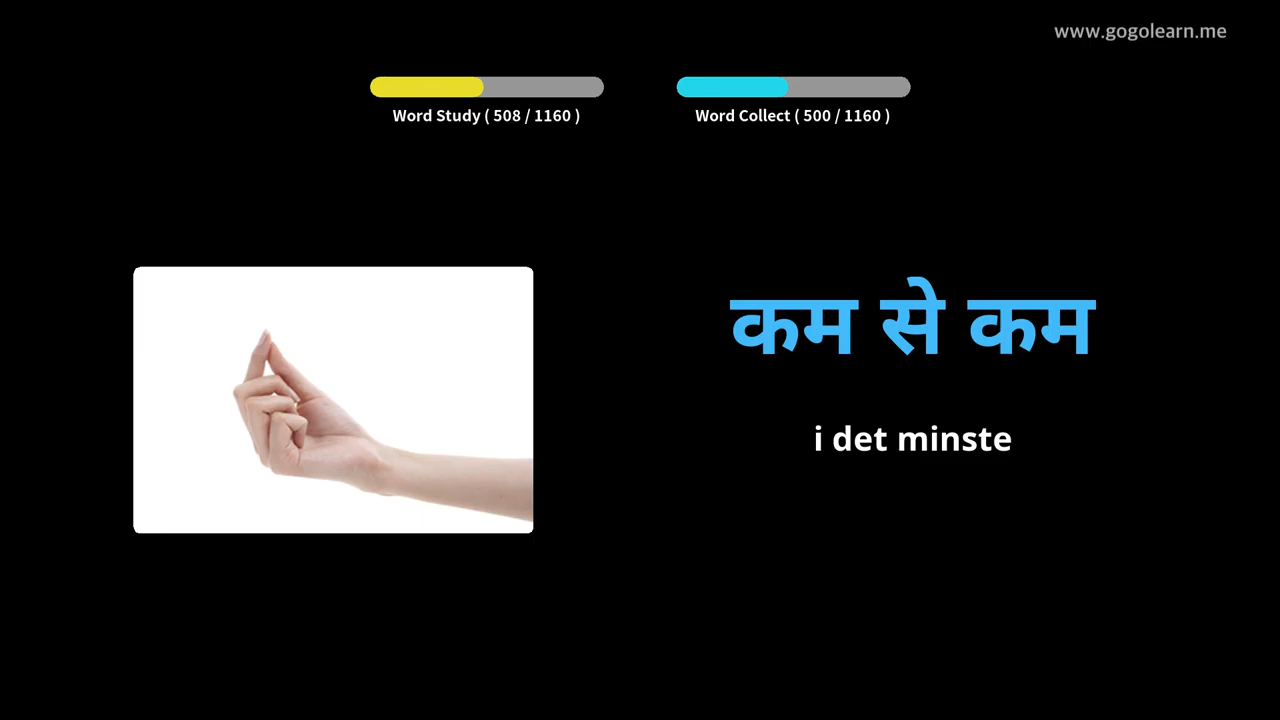 www.gogolearn.me
Word Study ( 508 / 1160 )
Word Collect ( 500 / 1160 )
कम से कम
i det minste